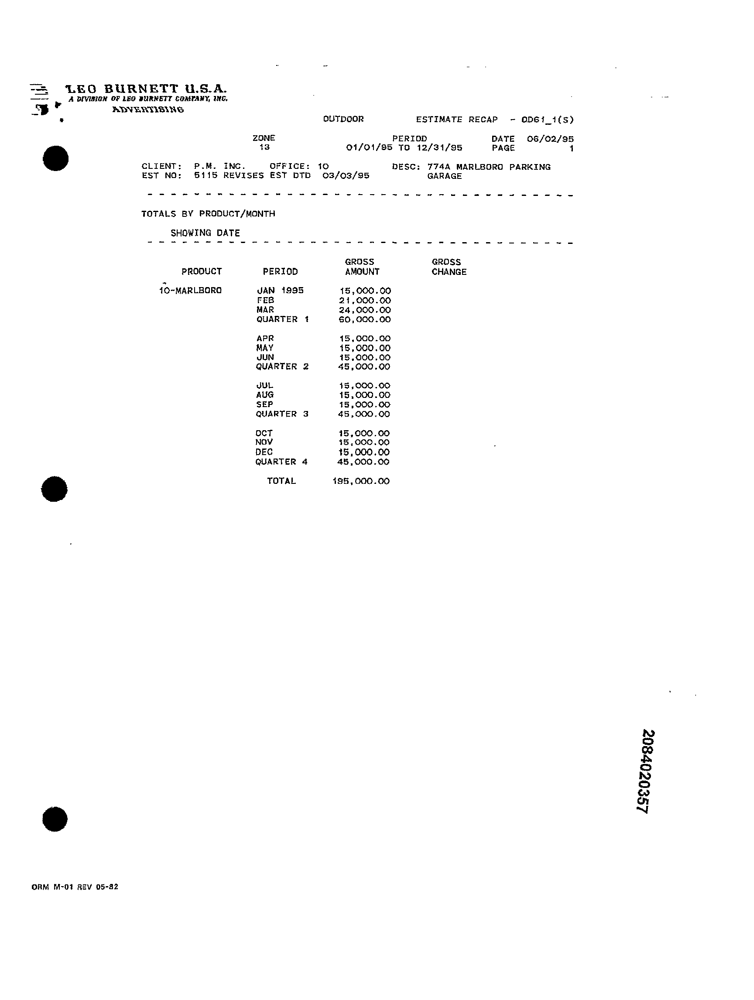 LEO BURNETT U.S.A.
A DIVISION OF LEO BURNETT COMPANY, INC.
ADVERTISING
OUTDOOR ESTIMATE RECAP - OD61_1(S)
ZONE PERIOD DATE 06/02/95
13 01/01/95 TO 12/31/95 PAGE 1
CLIENT: P.M. INC. OFFICE: 10 DESC: 774A MARLBORO PARKING
EST NO: 5115 REVISES EST DTD 03/03/95 GARAGE
TOTALS BY PRODUCT/MONTH
SHOWING DATE
GROSS GROSS
PRODUCT PERIOD AMOUNT CHANGE
10-MARLBORO JAN 1995 15,000.00
FEB 21,000.00
MAR 24,000.00
QUARTER 1 60,000.00
APR 15,000.00
MAY 15,000.00
JUN 15,000.00
QUARTER 2 45,000.00
JUL 15,000.00
AUG 15,000.00
SEP 15,000.00
QUARTER 3 45,000.00
OCT 15,000.00
NOV 15,000.00
DEC 15,000.00
QUARTER 4 45,000.00
TOTAL 195,000.00
2084020357
ORM M-01 REV 05-82